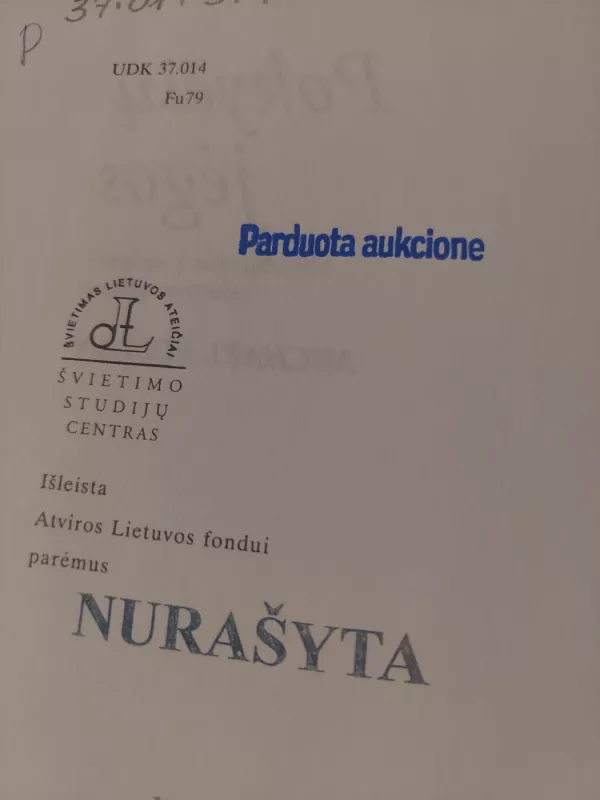 P
UDK 37.014
Fu79
Parduota aukcione
ŠVIETIMAS LIETUVOS ATEIČIAI
ŠVIETIMO
STUDIJŲ
CENTRAS
Išleista
Atviros Lietuvos fondui
parėmus
NURAŠYTA